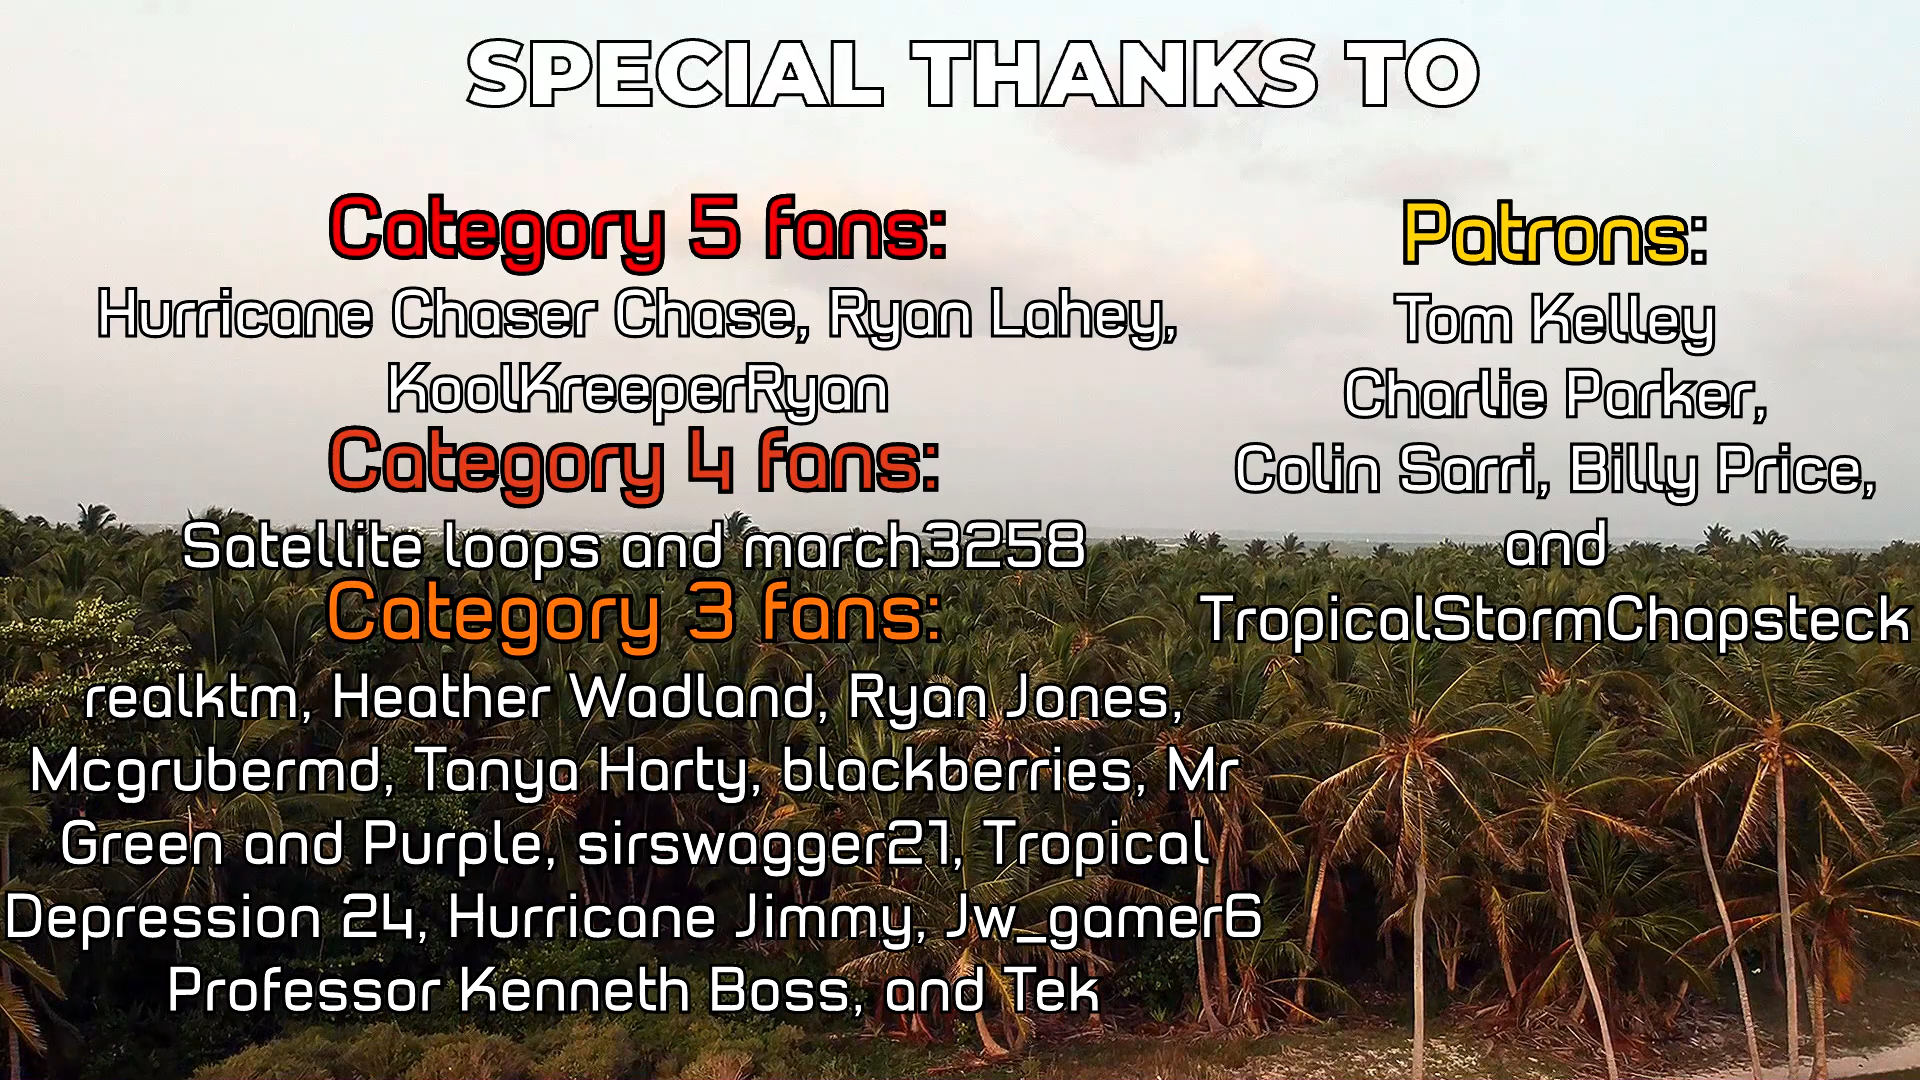 SPECIAL THANKS TO
Category 5 fans:
Hurricane Chaser Chase, Ryan Lahey,
KoolKreeperRyan
Category 4 fans:
Satellite loops and march3258
Category 3 fans:
realktm, Heather Wadland, Ryan Jones,
Mcgrubermd, Tanya Harty, blackberries, Mr
Green and Purple, sirswagger21, Tropical
Depression 24, Hurricane Jimmy, Jw_gamer6
Professor Kenneth Boss, and Tek
Patrons:
Tom Kelley
Charlie Parker,
Colin Sarri, Billy Price,
and
TropicalStormChapsteck